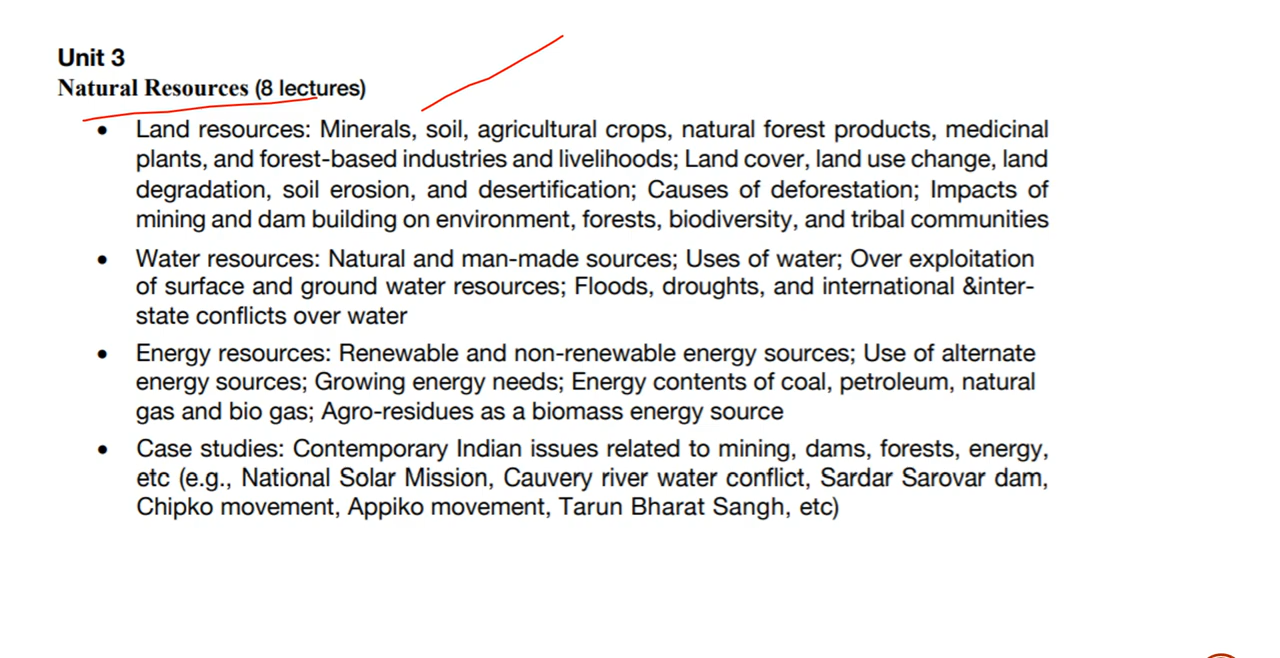 Unit 3
Natural Resources (8 lectures)
• Land resources: Minerals, soil, agricultural crops, natural forest products, medicinal
plants, and forest-based industries and livelihoods; Land cover, land use change, land
degradation, soil erosion, and desertification; Causes of deforestation; Impacts of
mining and dam building on environment, forests, biodiversity, and tribal communities
• Water resources: Natural and man-made sources; Uses of water; Over exploitation
of surface and ground water resources; Floods, droughts, and international &inter-
state conflicts over water
• Energy resources: Renewable and non-renewable energy sources; Use of alternate
energy sources; Growing energy needs; Energy contents of coal, petroleum, natural
gas and bio gas; Agro-residues as a biomass energy source
• Case studies: Contemporary Indian issues related to mining, dams, forests, energy,
etc (e.g., National Solar Mission, Cauvery river water conflict, Sardar Sarovar dam,
Chipko movement, Appiko movement, Tarun Bharat Sangh, etc)